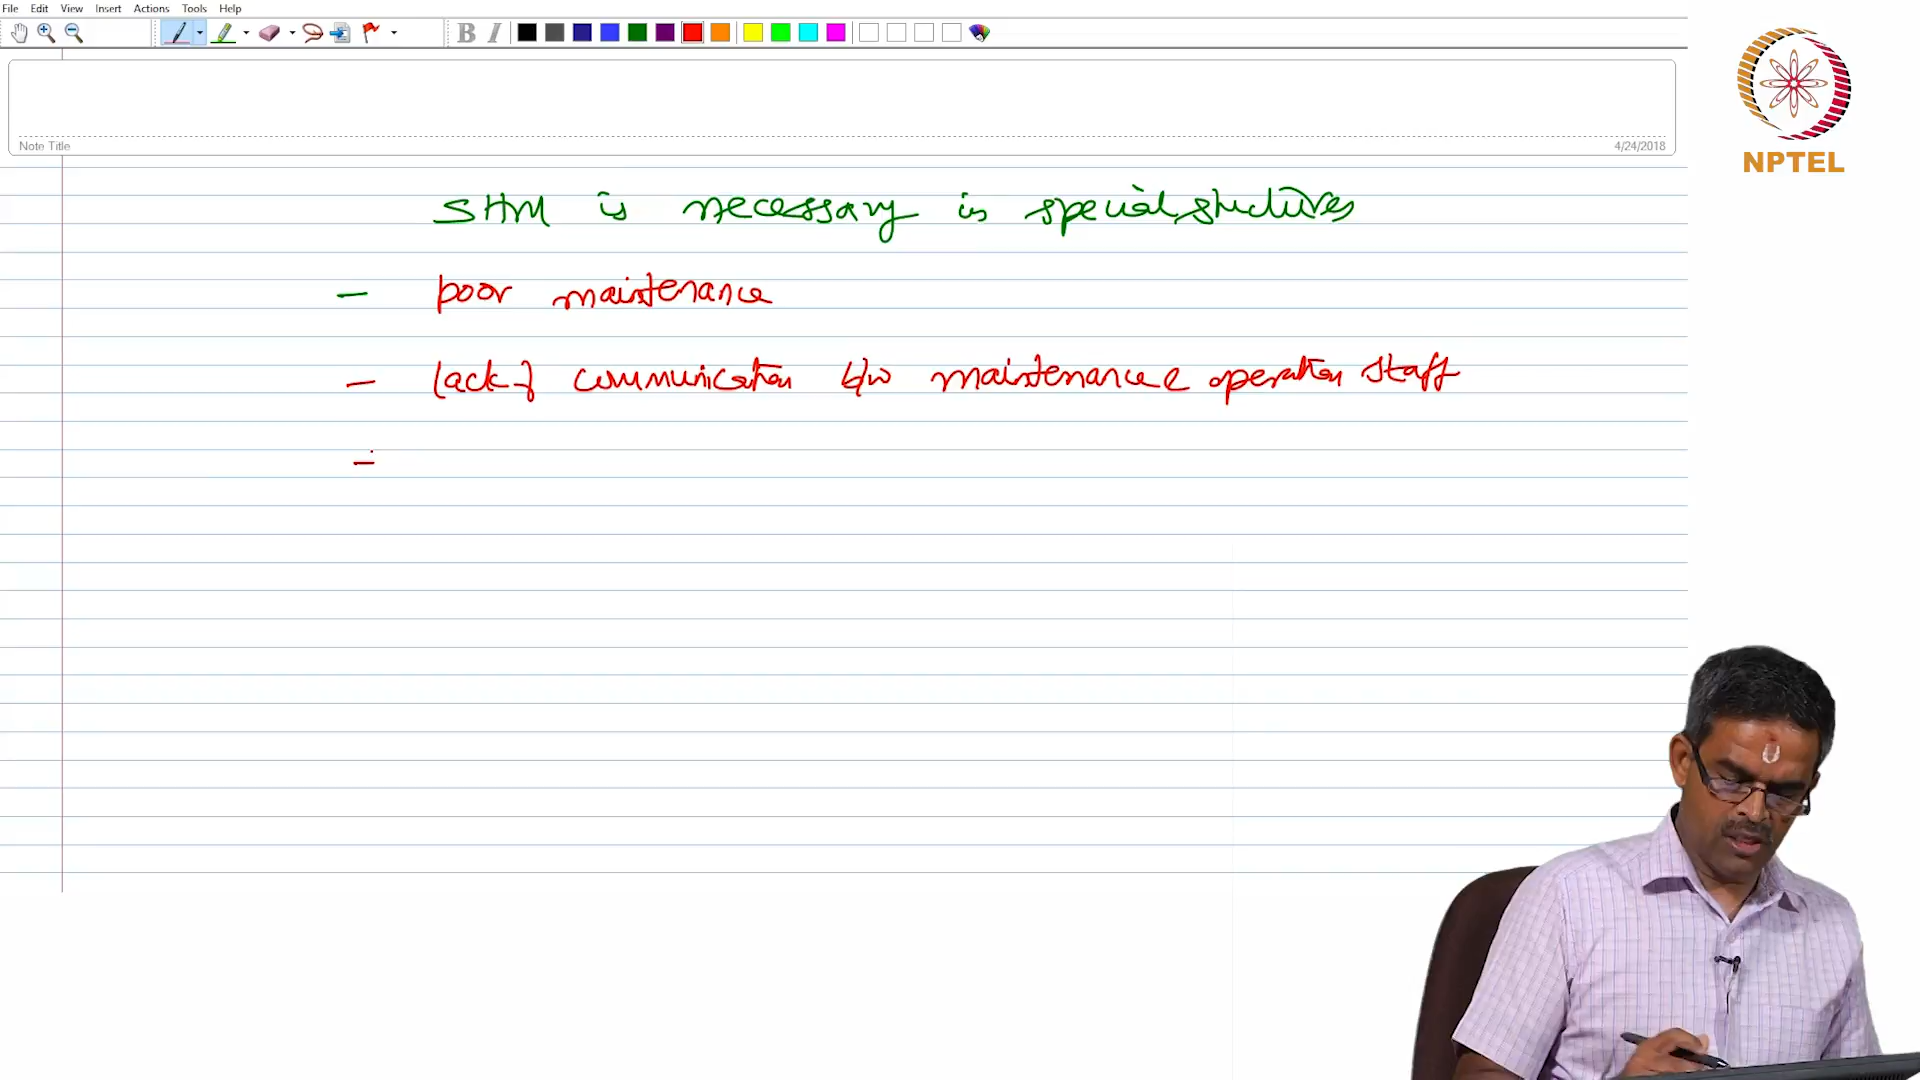 File Edit View Insert Actions Tools Help
B I
Note Title
4/24/2018
NPTEL
SHM is necessary in special structures
- poor maintenance
- lack of communication b/w maintenance & operation staff
-